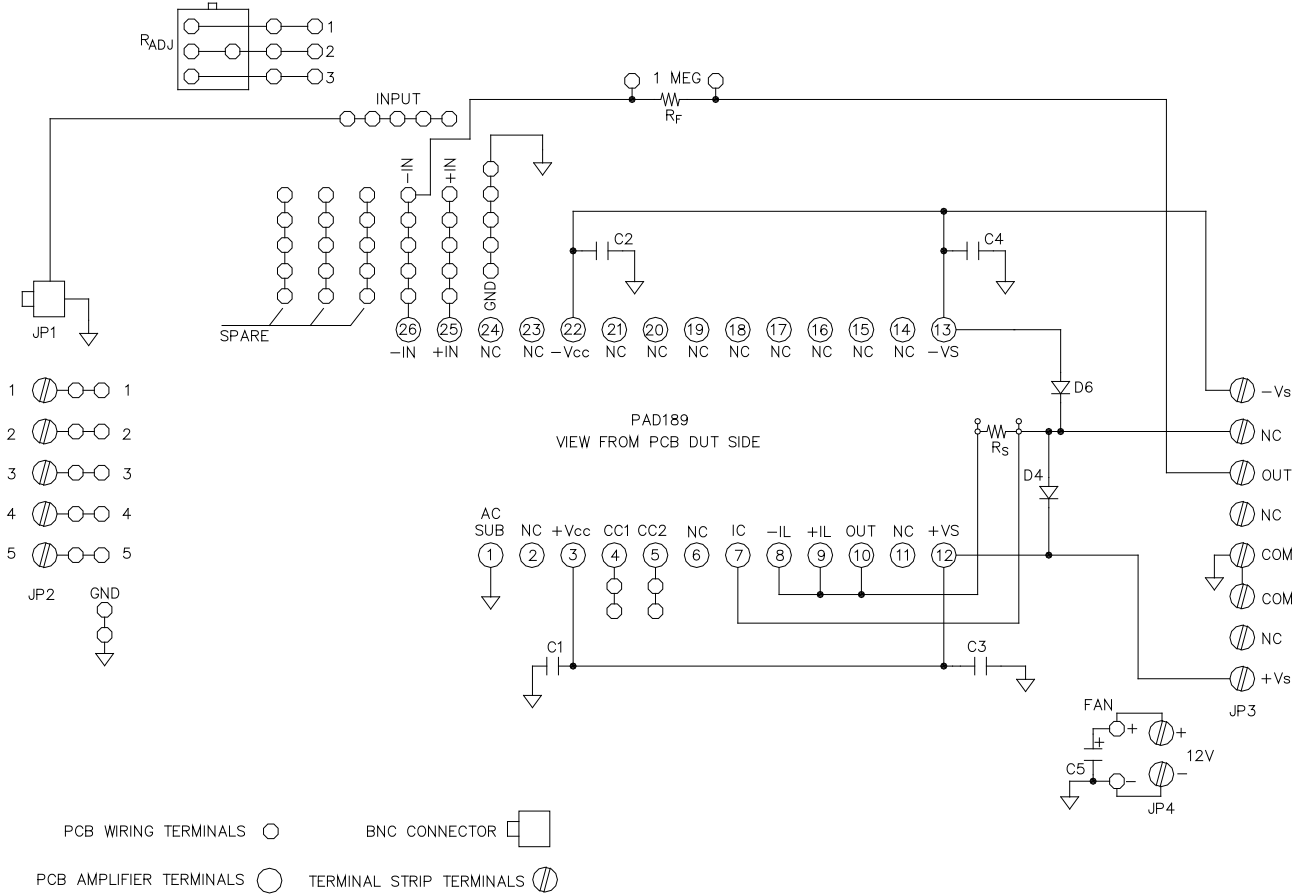 1
R_ADJ
2
3
1 MEG
INPUT
R_F
-IN
+IN
C2
C4
GND
JP1
SPARE
26 25 24 23 22 21 20 19 18 17 16 15 14 13
-IN +IN NC NC -Vcc NC NC NC NC NC NC NC NC -VS
D6
1 1
-Vs
PAD189
2 2
NC
VIEW FROM PCB DUT SIDE
R_S
3 3
D4
OUT
4 4
NC
AC
SUB NC +Vcc CC1 CC2 NC IC -IL +IL OUT NC +VS
5 5
1 2 3 4 5 6 7 8 9 10 11 12
COM
JP2
GND
COM
NC
C1
C3
+Vs
FAN
JP3
+ +
+
12V
C5
- -
JP4
PCB WIRING TERMINALS
BNC CONNECTOR
PCB AMPLIFIER TERMINALS
TERMINAL STRIP TERMINALS